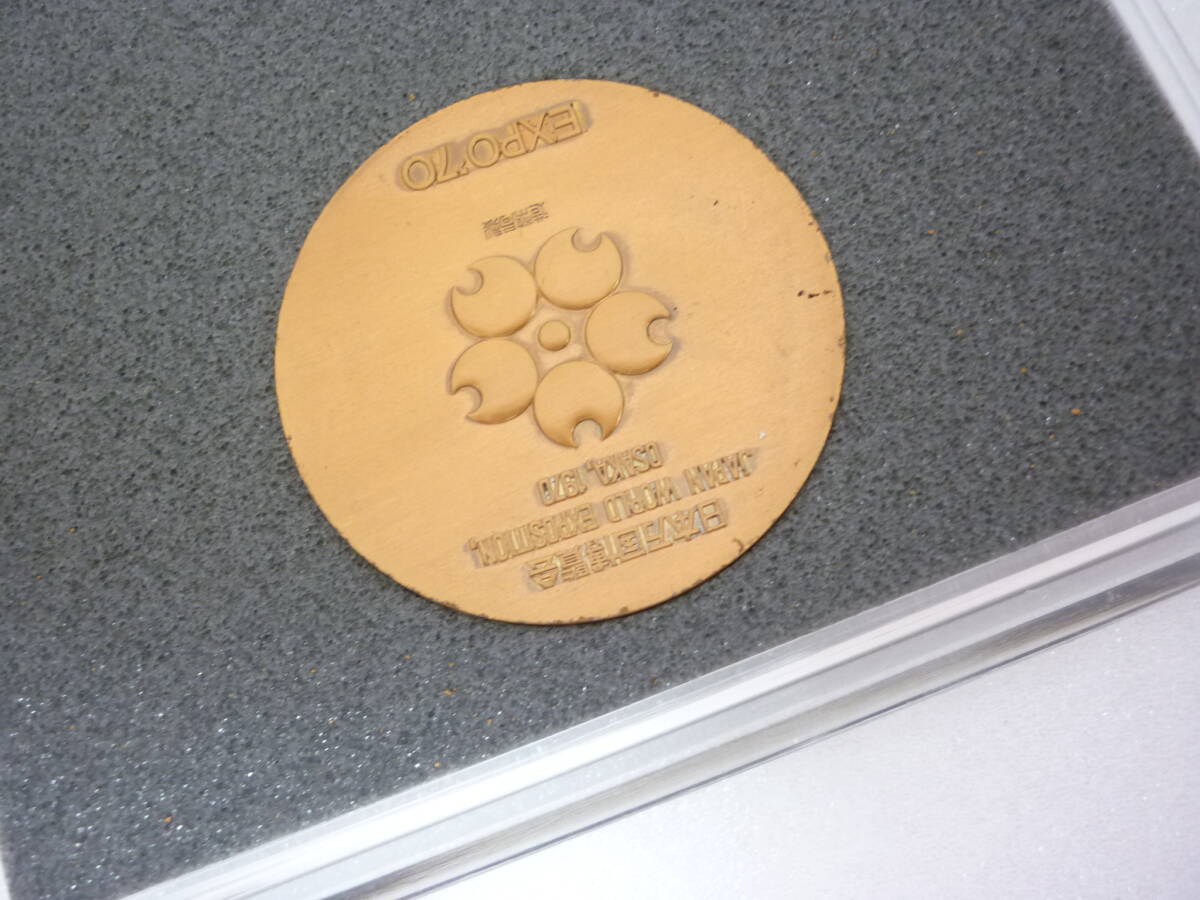 日本万国博覧会
JAPAN WORLD EXPOSITION,
OSAKA, 1970
EXPO'70